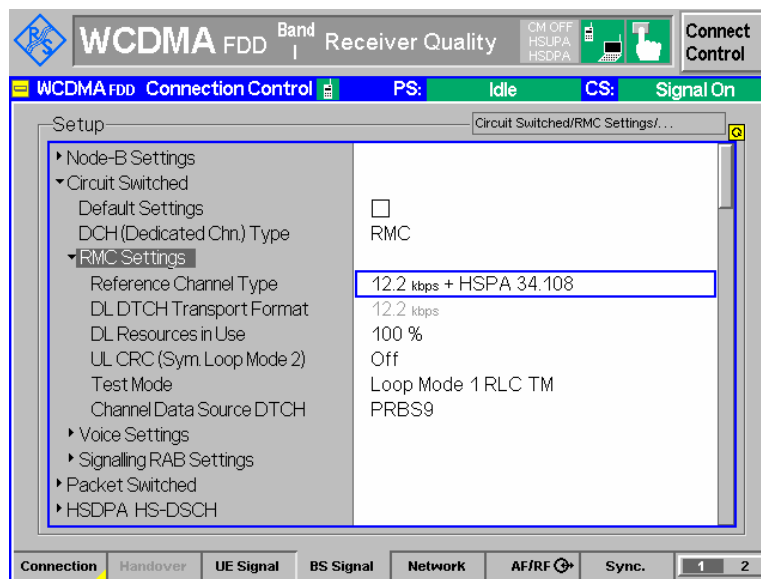 WCDMA FDD Band I Receiver Quality CM OFF HSUPA HSDPA Connect Control
WCDMA FDD Connection Control PS: Idle CS: Signal On
Setup Circuit Switched/RMC Settings/...
Node-B Settings
Circuit Switched
Default Settings
DCH (Dedicated Chn.) Type RMC
RMC Settings
Reference Channel Type 12.2 kbps + HSPA 34.108
DL DTCH Transport Format 12.2 kbps
DL Resources in Use 100 %
UL CRC (Sym. Loop Mode 2) Off
Test Mode Loop Mode 1 RLC TM
Channel Data Source DTCH PRBS9
Voice Settings
Signalling RAB Settings
Packet Switched
HSDPA HS-DSCH
Connection Handover UE Signal BS Signal Network AF/RF Sync. 1 2